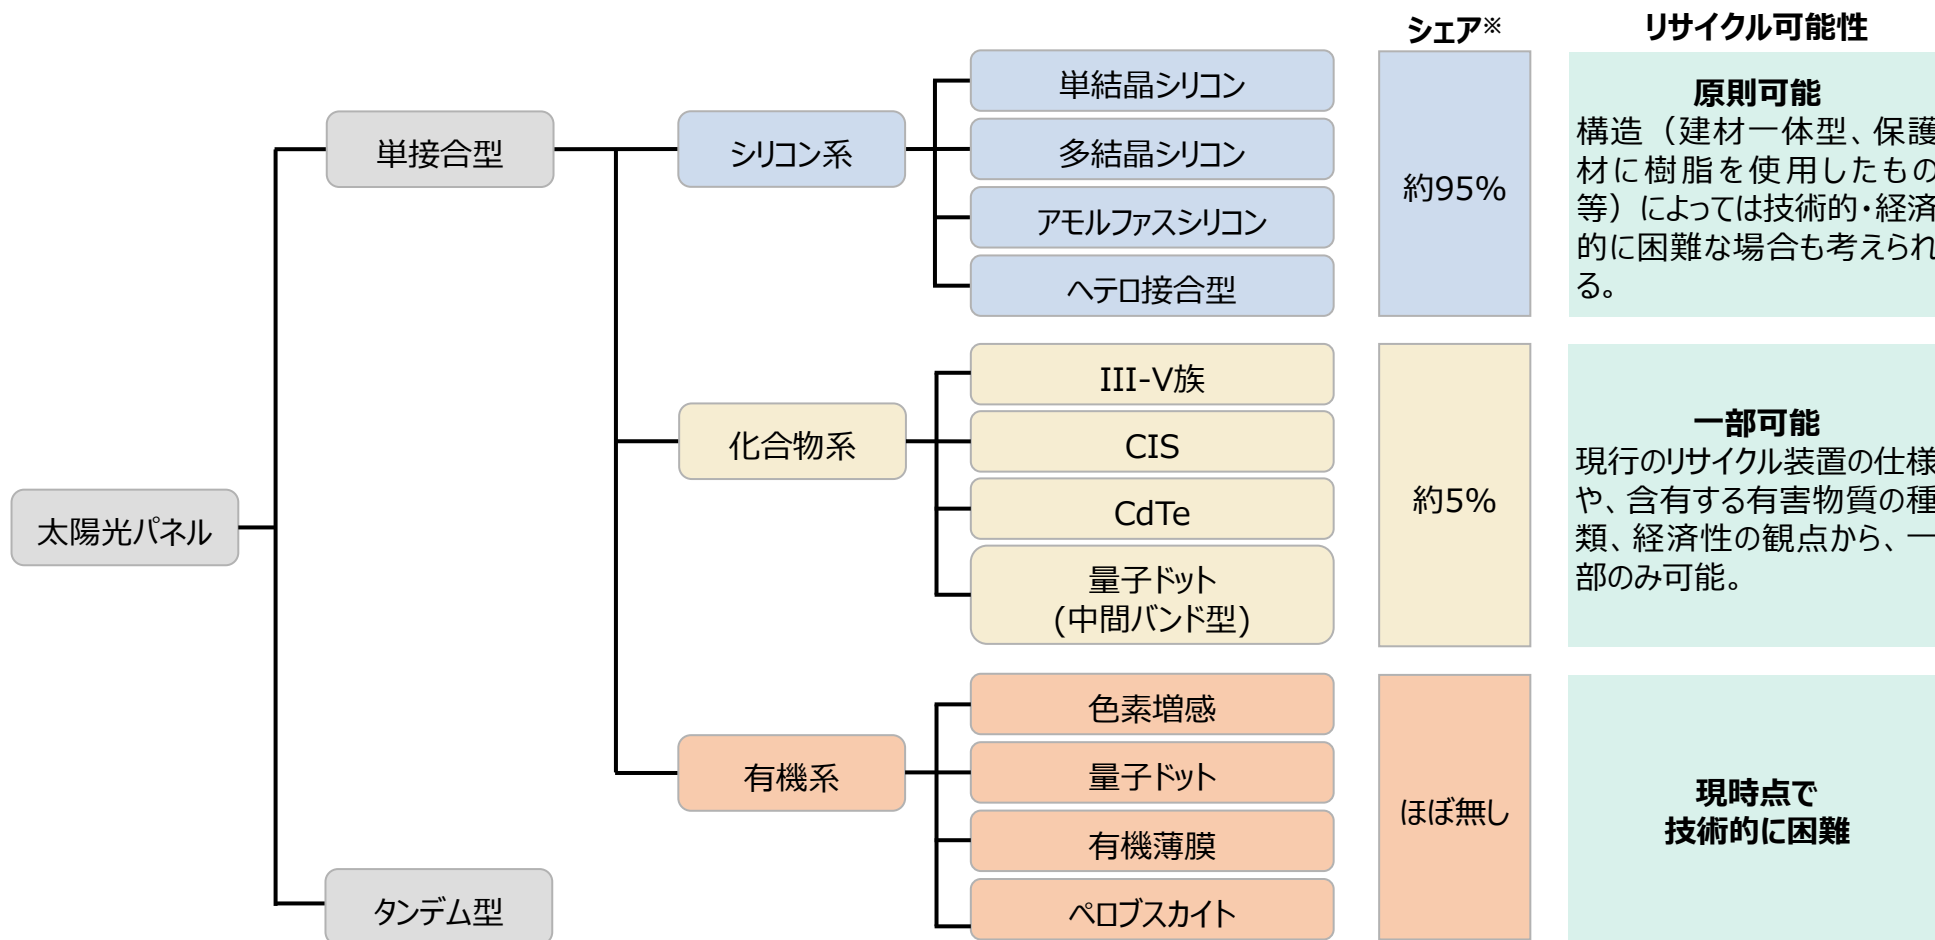 シェア※
リサイクル可能性
太陽光パネル
単接合型
タンデム型
シリコン系
単結晶シリコン
多結晶シリコン
アモルファスシリコン
ヘテロ接合型
約95%
原則可能
構造（建材一体型、保護
材に樹脂を使用したもの
等）によっては技術的・経済
的に困難な場合も考えられ
る。
化合物系
III-V族
CIS
CdTe
量子ドット
(中間バンド型)
約5%
一部可能
現行のリサイクル装置の仕様
や、含有する有害物質の種
類、経済性の観点から、一
部のみ可能。
有機系
色素増感
量子ドット
有機薄膜
ペロブスカイト
ほぼ無し
現時点で
技術的に困難